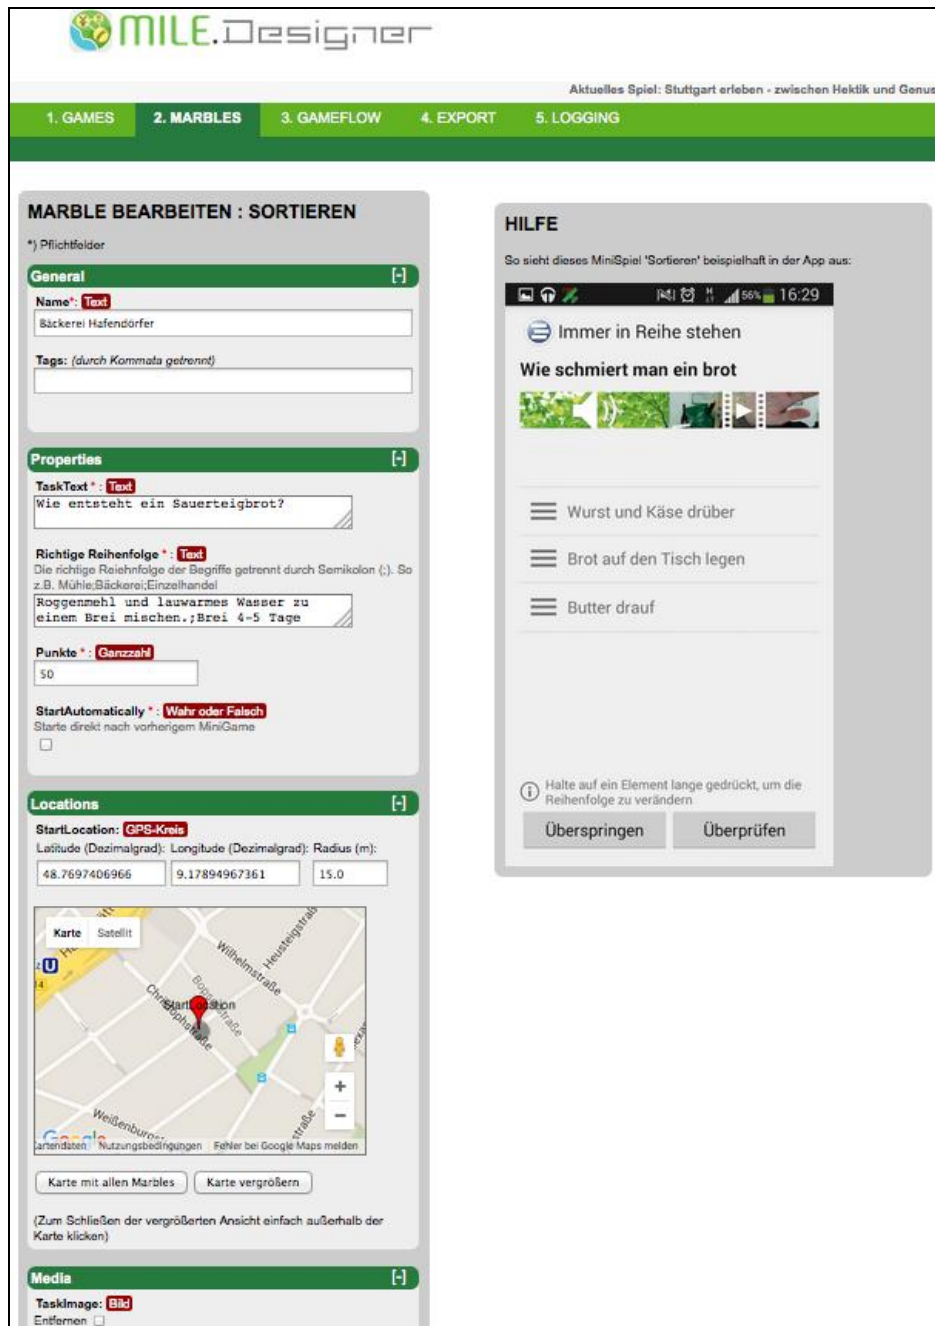 MILE.Designer
Aktuelles Spiel: Stuttgart erleben - zwischen Hektik und Genus
1. GAMES 2. MARBLES 3. GAMEFLOW 4. EXPORT 5. LOGGING
MARBLE BEARBEITEN : SORTIEREN
*) Pflichtfelder
General [-]
Name*: Text
Bäckerei Hafendörfer
Tags: (durch Kommata getrennt)
Properties [-]
TaskText * : Text
Wie entsteht ein Sauerteigbrot?
Richtige Reihenfolge * : Text
Die richtige Reiehnfolge der Begriffe getrennt durch Semikolon (;). So
z.B. Mühle;Bäckerei;Einzelhandel
Roggenmehl und lauwarmes Wasser zu
einem Brei mischen.;Brei 4-5 Tage
Punkte * : Ganzzahl
50
StartAutomatically * : Wahr oder Falsch
Starte direkt nach vorherigem MiniGame
Locations [-]
StartLocation: GPS-Kreis
Latitude (Dezimalgrad): Longitude (Dezimalgrad): Radius (m):
48.7697406966 9.17894967361 15.0
Karte Satellit
Heusteigstraß
Wilhelmstraße
U
14
StartLocation
Christophstraße
Weißenburg
straße
Google
Kartendaten Nutzungsbedingungen Fehler bei Google Maps melden
Karte mit allen Marbles Karte vergrößern
(Zum Schließen der vergrößerten Ansicht einfach außerhalb der
Karte klicken)
Media [-]
TaskImage: Bild
Entfernen
HILFE
So sieht dieses MiniSpiel 'Sortieren' beispielhaft in der App aus:
56% 16:29
Immer in Reihe stehen
Wie schmiert man ein brot
Wurst und Käse drüber
Brot auf den Tisch legen
Butter drauf
Halte auf ein Element lange gedrückt, um die
Reihenfolge zu verändern
Überspringen Überprüfen